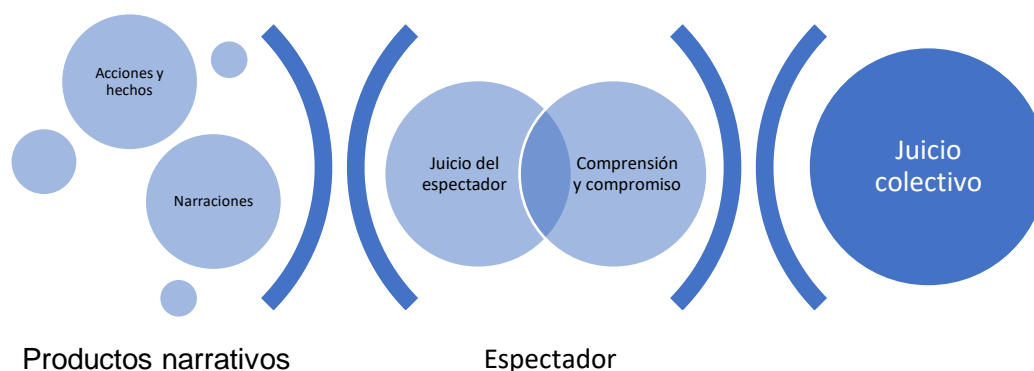 Acciones y
hechos
Narraciones
Juicio del
espectador
Comprensión
y compromiso
Juicio
colectivo
Productos narrativos
Espectador